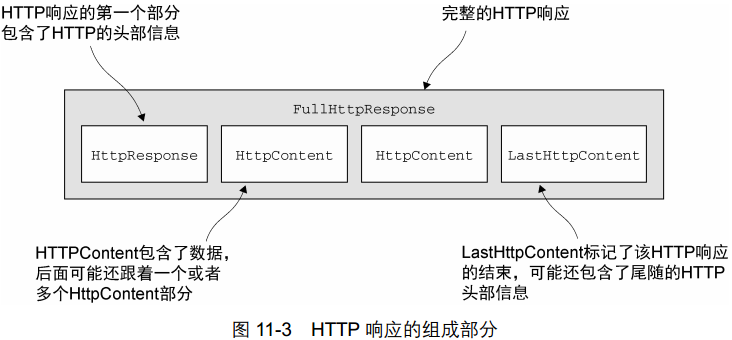 HTTP响应的第一个部分
包含了HTTP的头部信息
完整的HTTP响应
FullHttpResponse
HttpResponse
HttpContent
HttpContent
LastHttpContent
HTTPContent包含了数据，
后面可能还跟着一个或者
多个HttpContent部分
LastHttpContent标记了该HTTP响应
的结束，可能还包含了尾随的HTTP
头部信息
图 11-3 HTTP 响应的组成部分